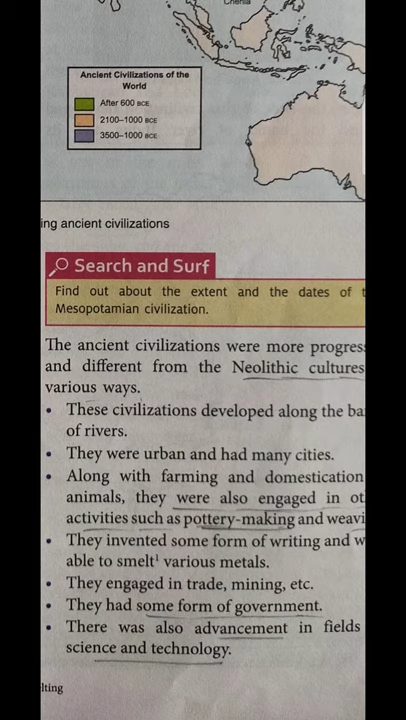 Ancient Civilizations of the
World
After 600 BCE
2100–1000 BCE
3500–1000 BCE
ing ancient civilizations
Search and Surf
Find out about the extent and the dates of t
Mesopotamian civilization.
The ancient civilizations were more progres
and different from the Neolithic cultures
various ways.
• These civilizations developed along the ba
of rivers.
• They were urban and had many cities.
• Along with farming and domestication
animals, they were also engaged in ot
activities such as pottery-making and weavi
• They invented some form of writing and w
able to smelt¹ various metals.
• They engaged in trade, mining, etc.
• They had some form of government.
• There was also advancement in fields
science and technology.
lting